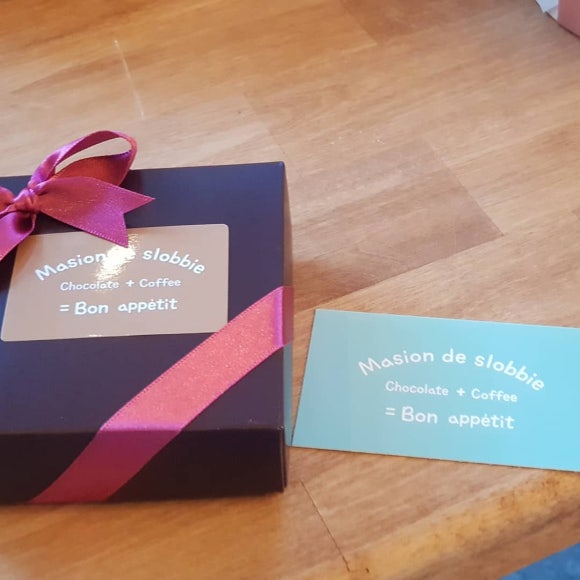 Masion de slobbie
Chocolate + Coffee
= Bon appétit
Masion de slobbie
Chocolate + Coffee
= Bon appétit